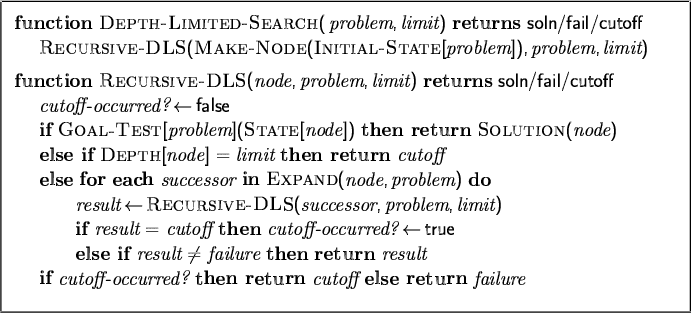 function DEPTH-LIMITED-SEARCH( problem, limit) returns soln/fail/cutoff
RECURSIVE-DLS(MAKE-NODE(INITIAL-STATE[problem]), problem, limit)
function RECURSIVE-DLS(node, problem, limit) returns soln/fail/cutoff
cutoff-occurred? ← false
if GOAL-TEST[problem](STATE[node]) then return SOLUTION(node)
else if DEPTH[node] = limit then return cutoff
else for each successor in EXPAND(node, problem) do
result ← RECURSIVE-DLS(successor, problem, limit)
if result = cutoff then cutoff-occurred? ← true
else if result ≠ failure then return result
if cutoff-occurred? then return cutoff else return failure